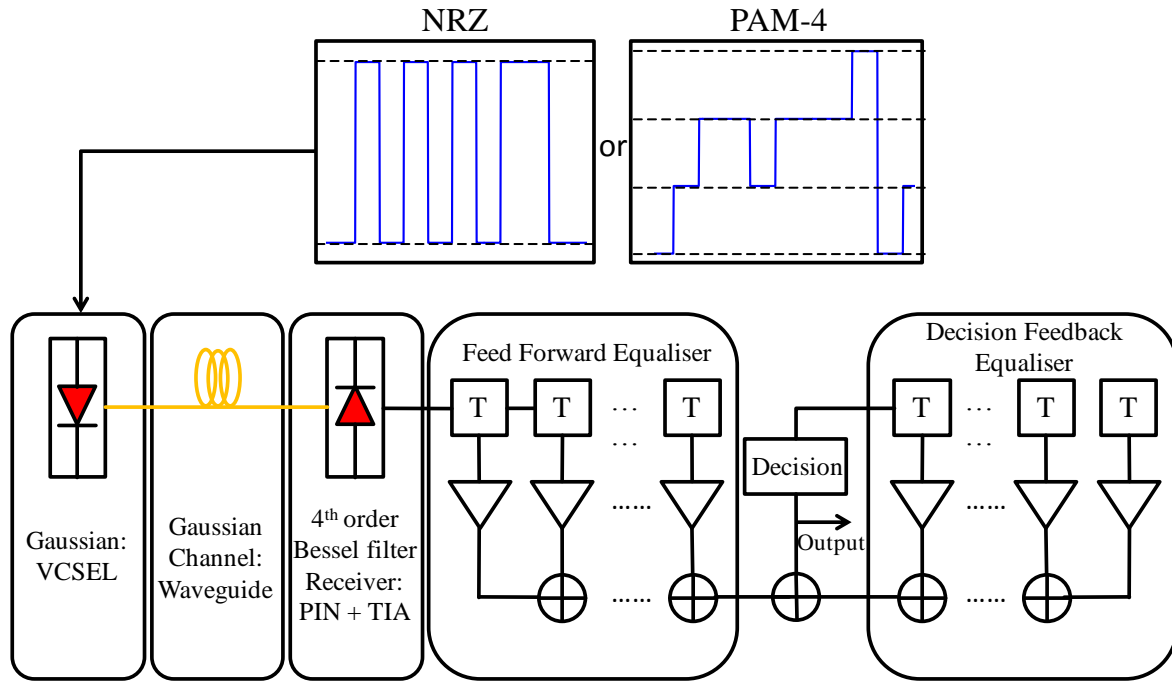 NRZ
PAM-4
or
Feed Forward Equaliser
Decision Feedback
Equaliser
T
T
T
T
T
T
...
...
...
...
Decision
......
......
Output
Gaussian:
VCSEL
Gaussian
Channel:
Waveguide
4th order
Bessel filter
Receiver:
PIN + TIA
......
......